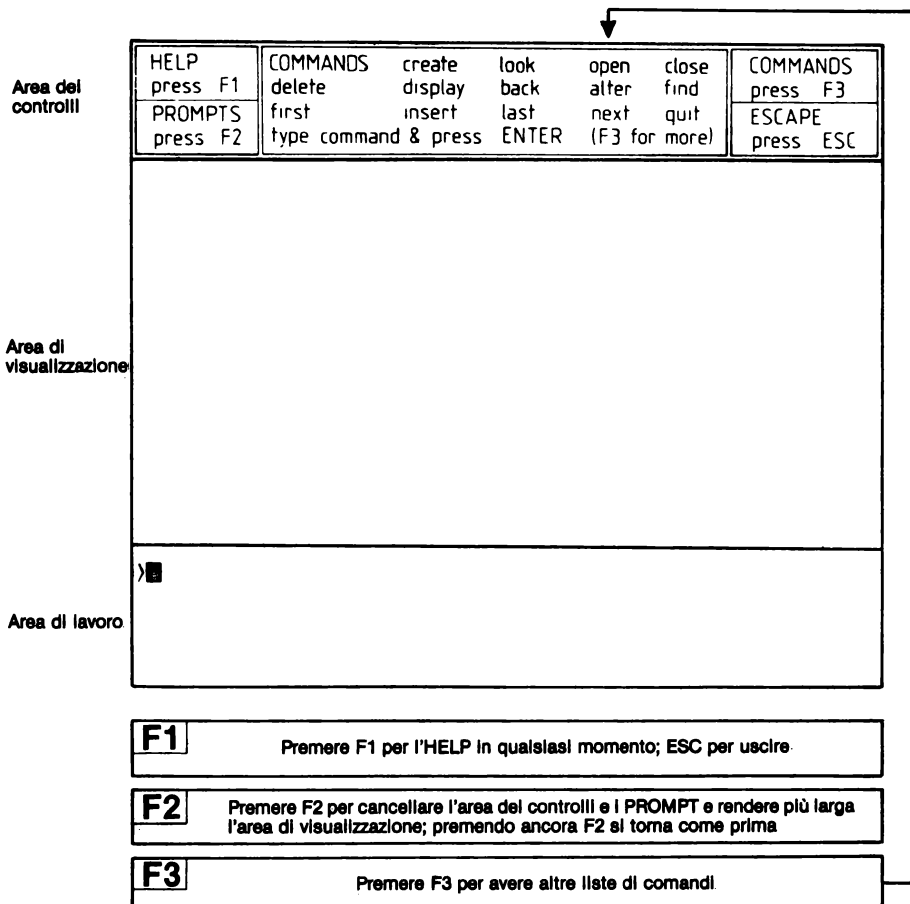 Area dei
controlli
HELP
press F1
PROMPTS
press F2
COMMANDS create look open close
delete display back alter find
first insert last next quit
type command & press ENTER (F3 for more)
COMMANDS
press F3
ESCAPE
press ESC
Area di
visualizzazione
>
Area di lavoro
F1
Premere F1 per l'HELP in qualsiasi momento; ESC per uscire
F2
Premere F2 per cancellare l'area dei controlli e i PROMPT e rendere più larga
l'area di visualizzazione; premendo ancora F2 si torna come prima
F3
Premere F3 per avere altre liste di comandi